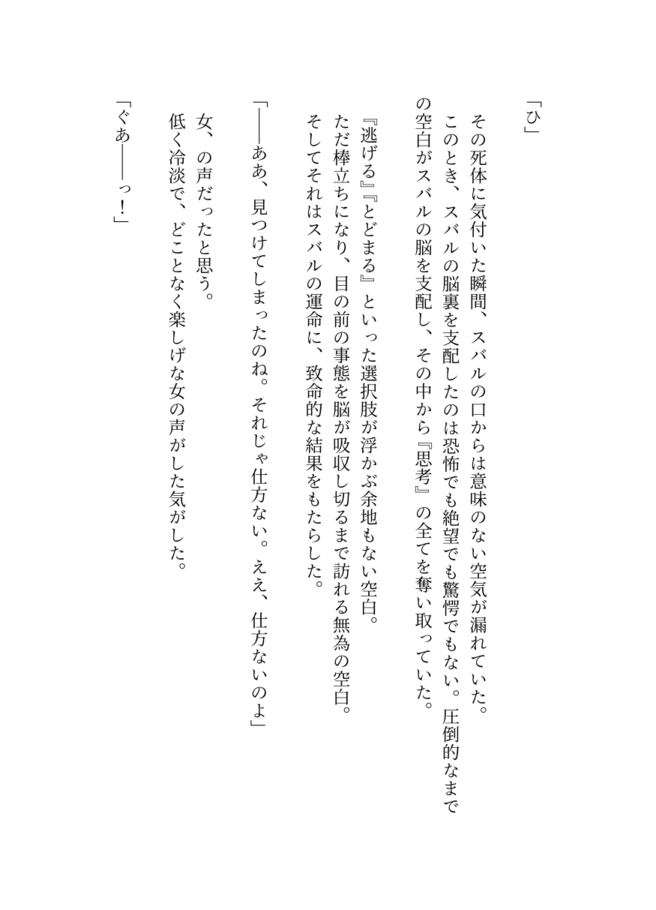 「ひ」
その死体に気付いた瞬間、スバルの口からは意味のない空気が漏れていた。
このとき、スバルの脳裏を支配したのは恐怖でも絶望でも驚愕でもない。圧倒的なまで
の空白がスバルの脳を支配し、その中から『思考』の全てを奪い取っていた。
『逃げる』『とどまる』といった選択肢が浮かぶ余地もない空白。
ただ棒立ちになり、目の前の事態を脳が吸収し切るまで訪れる無為の空白。
そしてそれはスバルの運命に、致命的な結果をもたらした。
「――ああ、見つけてしまったのね。それじゃ仕方ない。ええ、仕方ないのよ」
女、の声だったと思う。
低く冷淡で、どことなく楽しげな女の声がした気がした。
「ぐあ――っ！」